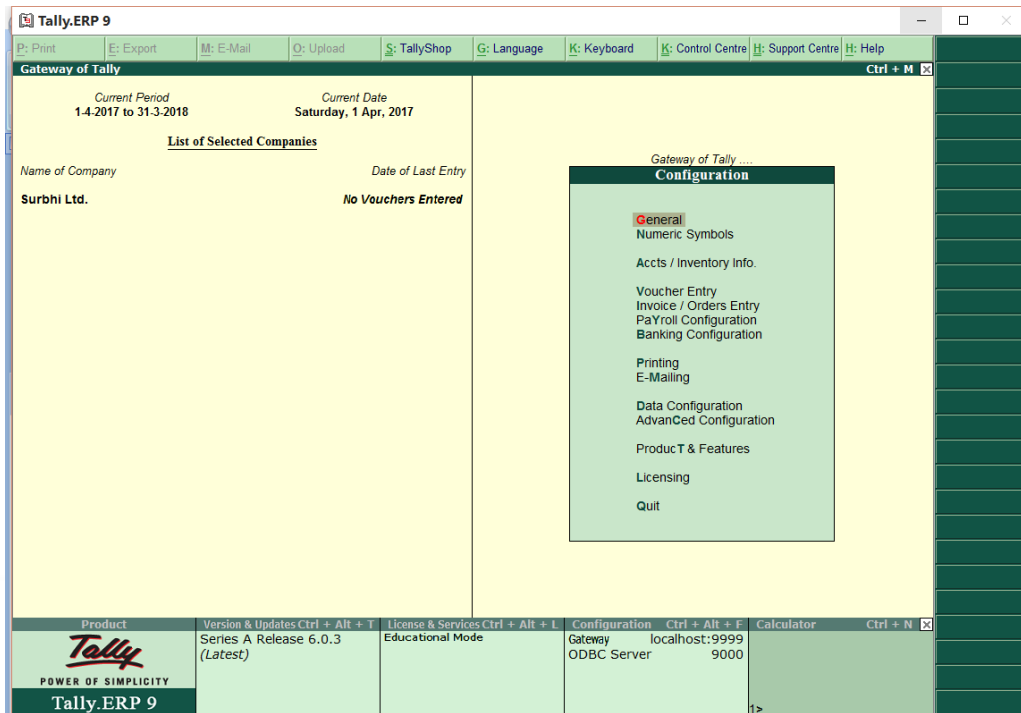 Tally.ERP 9
P: Print E: Export M: E-Mail O: Upload S: TallyShop G: Language K: Keyboard K: Control Centre H: Support Centre H: Help
Gateway of Tally Ctrl + M
Current Period Current Date
1-4-2017 to 31-3-2018 Saturday, 1 Apr, 2017
List of Selected Companies
Name of Company Date of Last Entry
Surbhi Ltd. No Vouchers Entered
Gateway of Tally ....
Configuration
General
Numeric Symbols
Accts / Inventory Info.
Voucher Entry
Invoice / Orders Entry
PaYroll Configuration
Banking Configuration
Printing
E-Mailing
Data Configuration
AdvanCed Configuration
ProducT & Features
Licensing
Quit
Product Version & Updates Ctrl + Alt + T License & Services Ctrl + Alt + L Configuration Ctrl + Alt + F Calculator Ctrl + N
Tally
POWER OF SIMPLICITY
Tally.ERP 9
Series A Release 6.0.3
(Latest)
Educational Mode
Gateway localhost:9999
ODBC Server 9000
1>